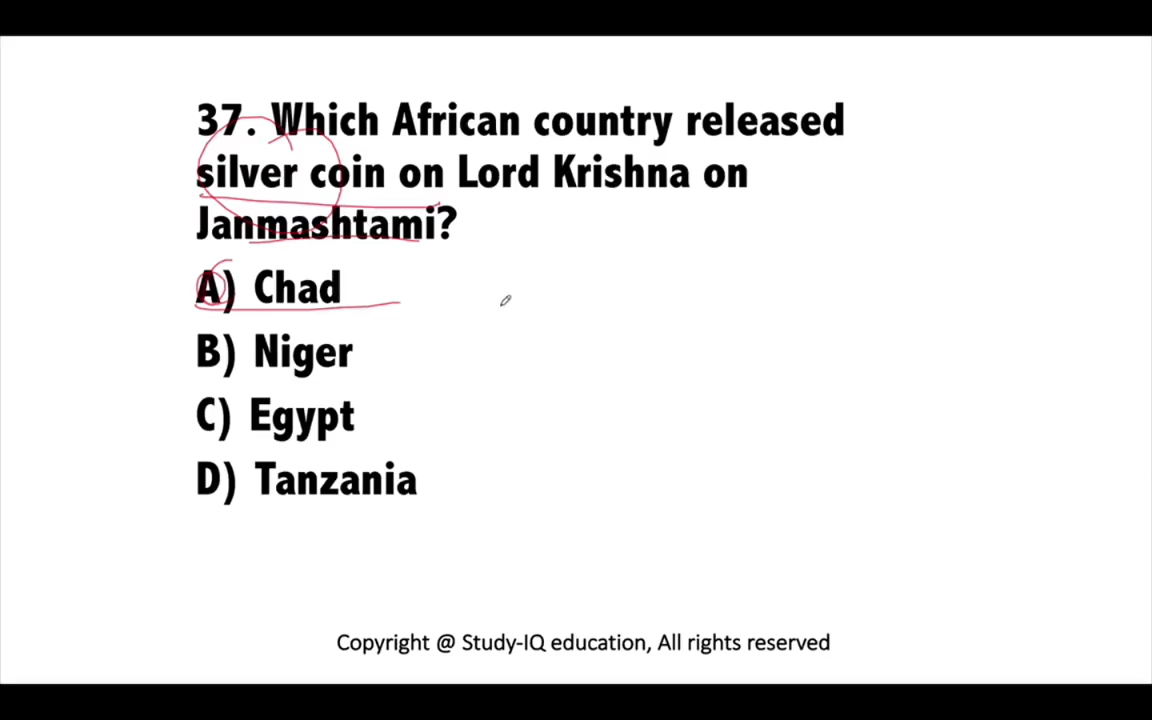 37. Which African country released
silver coin on Lord Krishna on
Janmashtami?
A) Chad
B) Niger
C) Egypt
D) Tanzania
Copyright @ Study-IQ education, All rights reserved